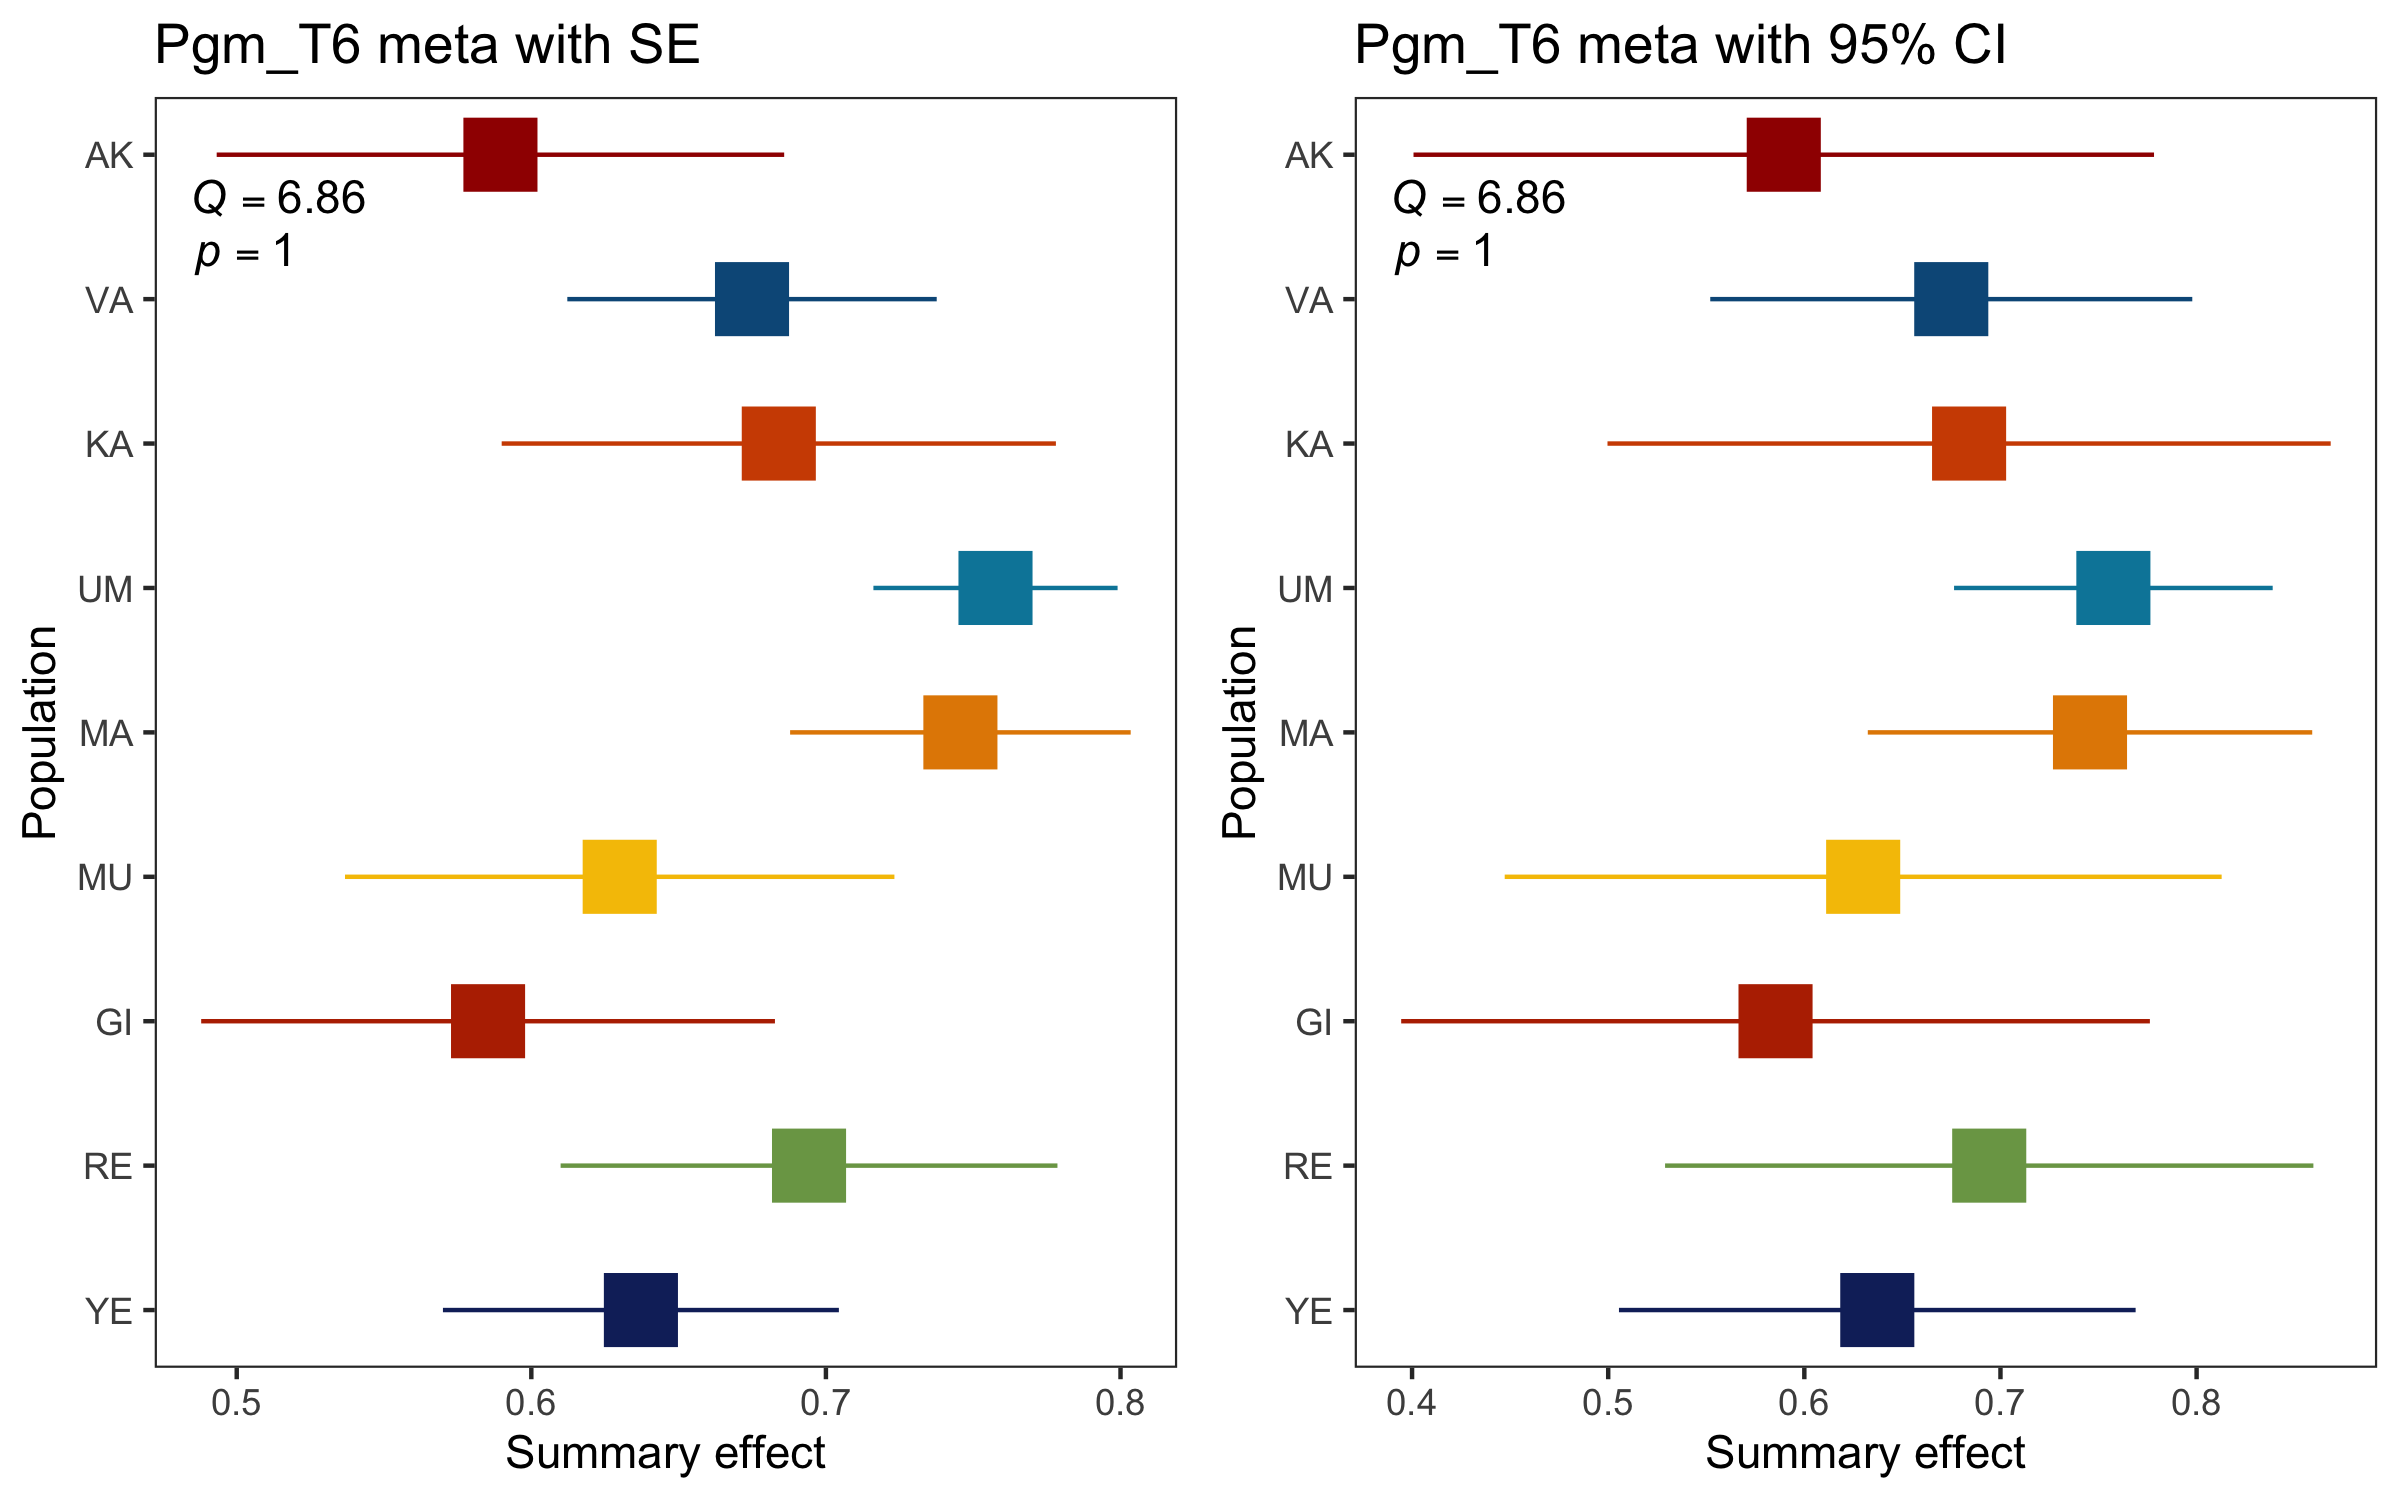 Pgm_T6 meta with SE
AK
Q = 6.86
p = 1
VA
KA
UM
MA
MU
GI
RE
YE
Population
0.5 0.6 0.7 0.8
Summary effect
Pgm_T6 meta with 95% CI
AK
Q = 6.86
p = 1
VA
KA
UM
MA
MU
GI
RE
YE
Population
0.4 0.5 0.6 0.7 0.8
Summary effect